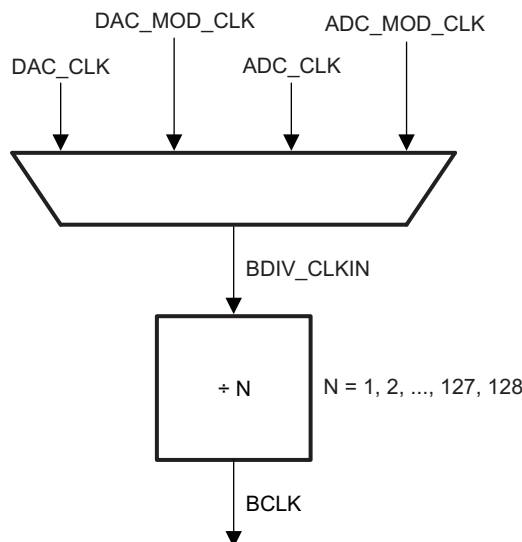 DAC_MOD_CLK
ADC_MOD_CLK
DAC_CLK
ADC_CLK
BDIV_CLKIN
÷ N
N = 1, 2, ..., 127, 128
BCLK